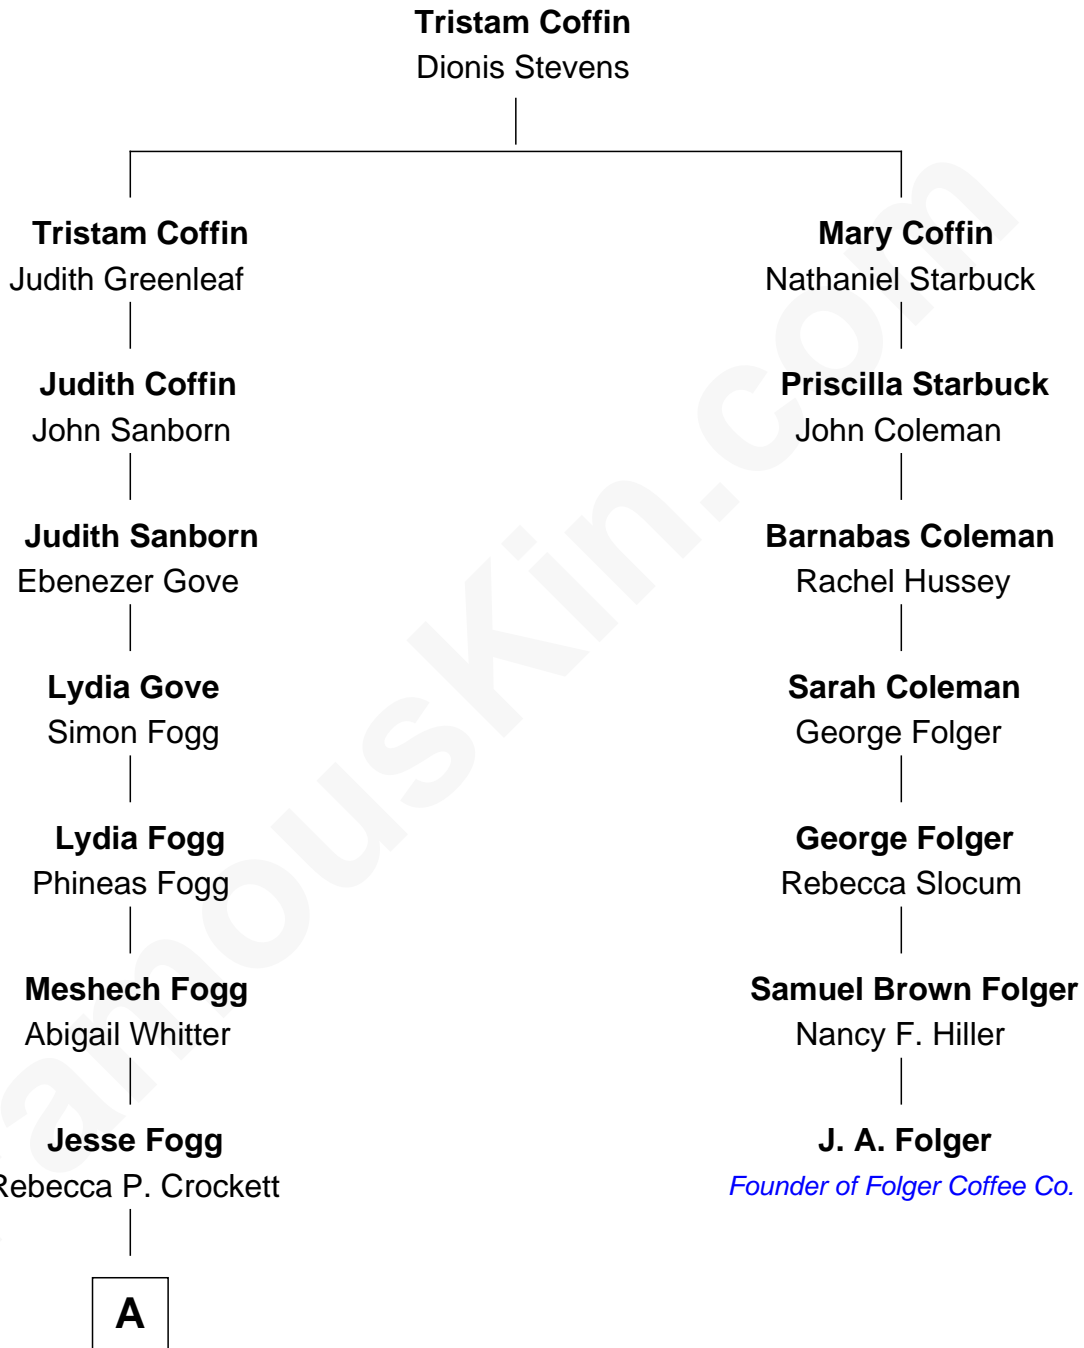 Tristam Coffin
Dionis Stevens
Tristam Coffin
Judith Greenleaf
Mary Coffin
Nathaniel Starbuck
Judith Coffin
John Sanborn
Priscilla Starbuck
John Coleman
Judith Sanborn
Ebenezer Gove
Barnabas Coleman
Rachel Hussey
Lydia Gove
Simon Fogg
Sarah Coleman
George Folger
Lydia Fogg
Phineas Fogg
George Folger
Rebecca Slocum
Meshech Fogg
Abigail Whitter
Samuel Brown Folger
Nancy F. Hiller
Jesse Fogg
Rebecca P. Crockett
J. A. Folger
Founder of Folger Coffee Co.
A
amouskin.com